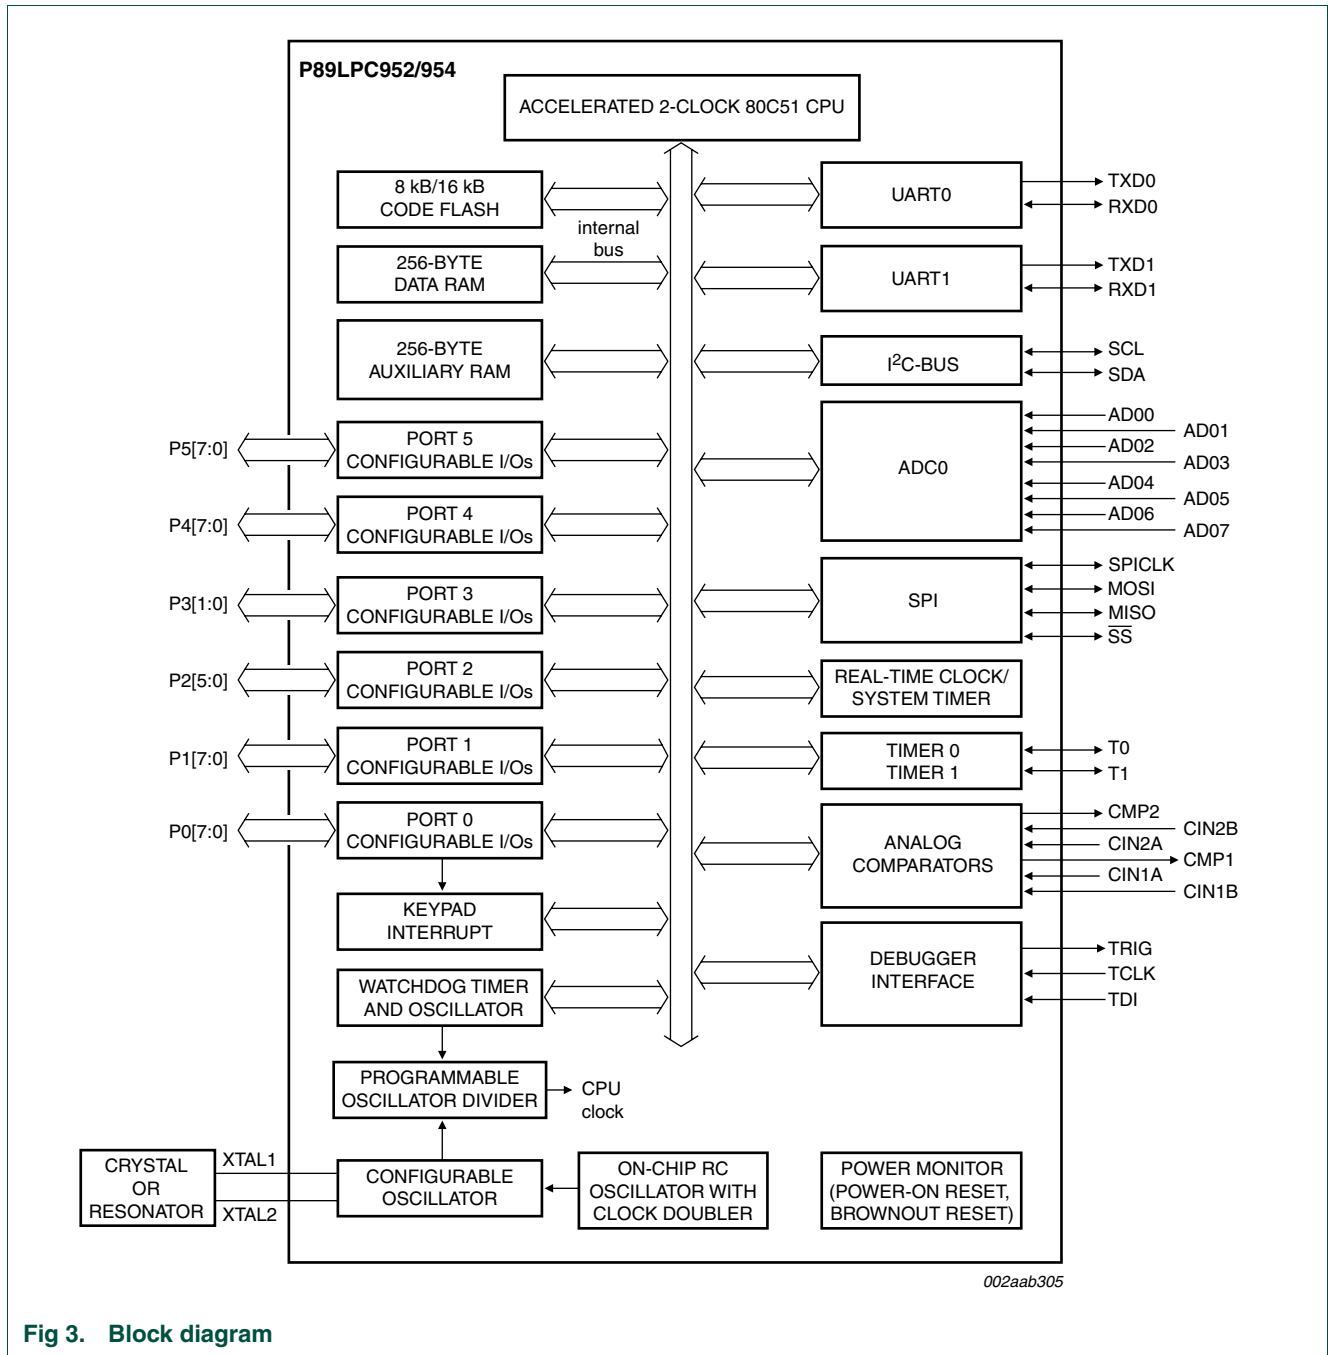 P89LPC952/954
ACCELERATED 2-CLOCK 80C51 CPU
8 kB/16 kB
CODE FLASH
internal
bus
256-BYTE
DATA RAM
256-BYTE
AUXILIARY RAM
P5[7:0]
PORT 5
CONFIGURABLE I/Os
P4[7:0]
PORT 4
CONFIGURABLE I/Os
P3[1:0]
PORT 3
CONFIGURABLE I/Os
P2[5:0]
PORT 2
CONFIGURABLE I/Os
P1[7:0]
PORT 1
CONFIGURABLE I/Os
P0[7:0]
PORT 0
CONFIGURABLE I/Os
KEYPAD
INTERRUPT
WATCHDOG TIMER
AND OSCILLATOR
PROGRAMMABLE
OSCILLATOR DIVIDER
CPU
clock
CRYSTAL
OR
RESONATOR
XTAL1
XTAL2
CONFIGURABLE
OSCILLATOR
ON-CHIP RC
OSCILLATOR WITH
CLOCK DOUBLER
UART0
TXD0
RXD0
UART1
TXD1
RXD1
I²C-BUS
SCL
SDA
ADC0
AD00
AD01
AD02
AD03
AD04
AD05
AD06
AD07
SPI
SPICLK
MOSI
MISO
S̅S̅
REAL-TIME CLOCK/
SYSTEM TIMER
TIMER 0
TIMER 1
T0
T1
ANALOG
COMPARATORS
CMP2
CIN2B
CIN2A
CMP1
CIN1A
CIN1B
DEBUGGER
INTERFACE
TRIG
TCLK
TDI
POWER MONITOR
(POWER-ON RESET,
BROWNOUT RESET)
002aab305
Fig 3. Block diagram